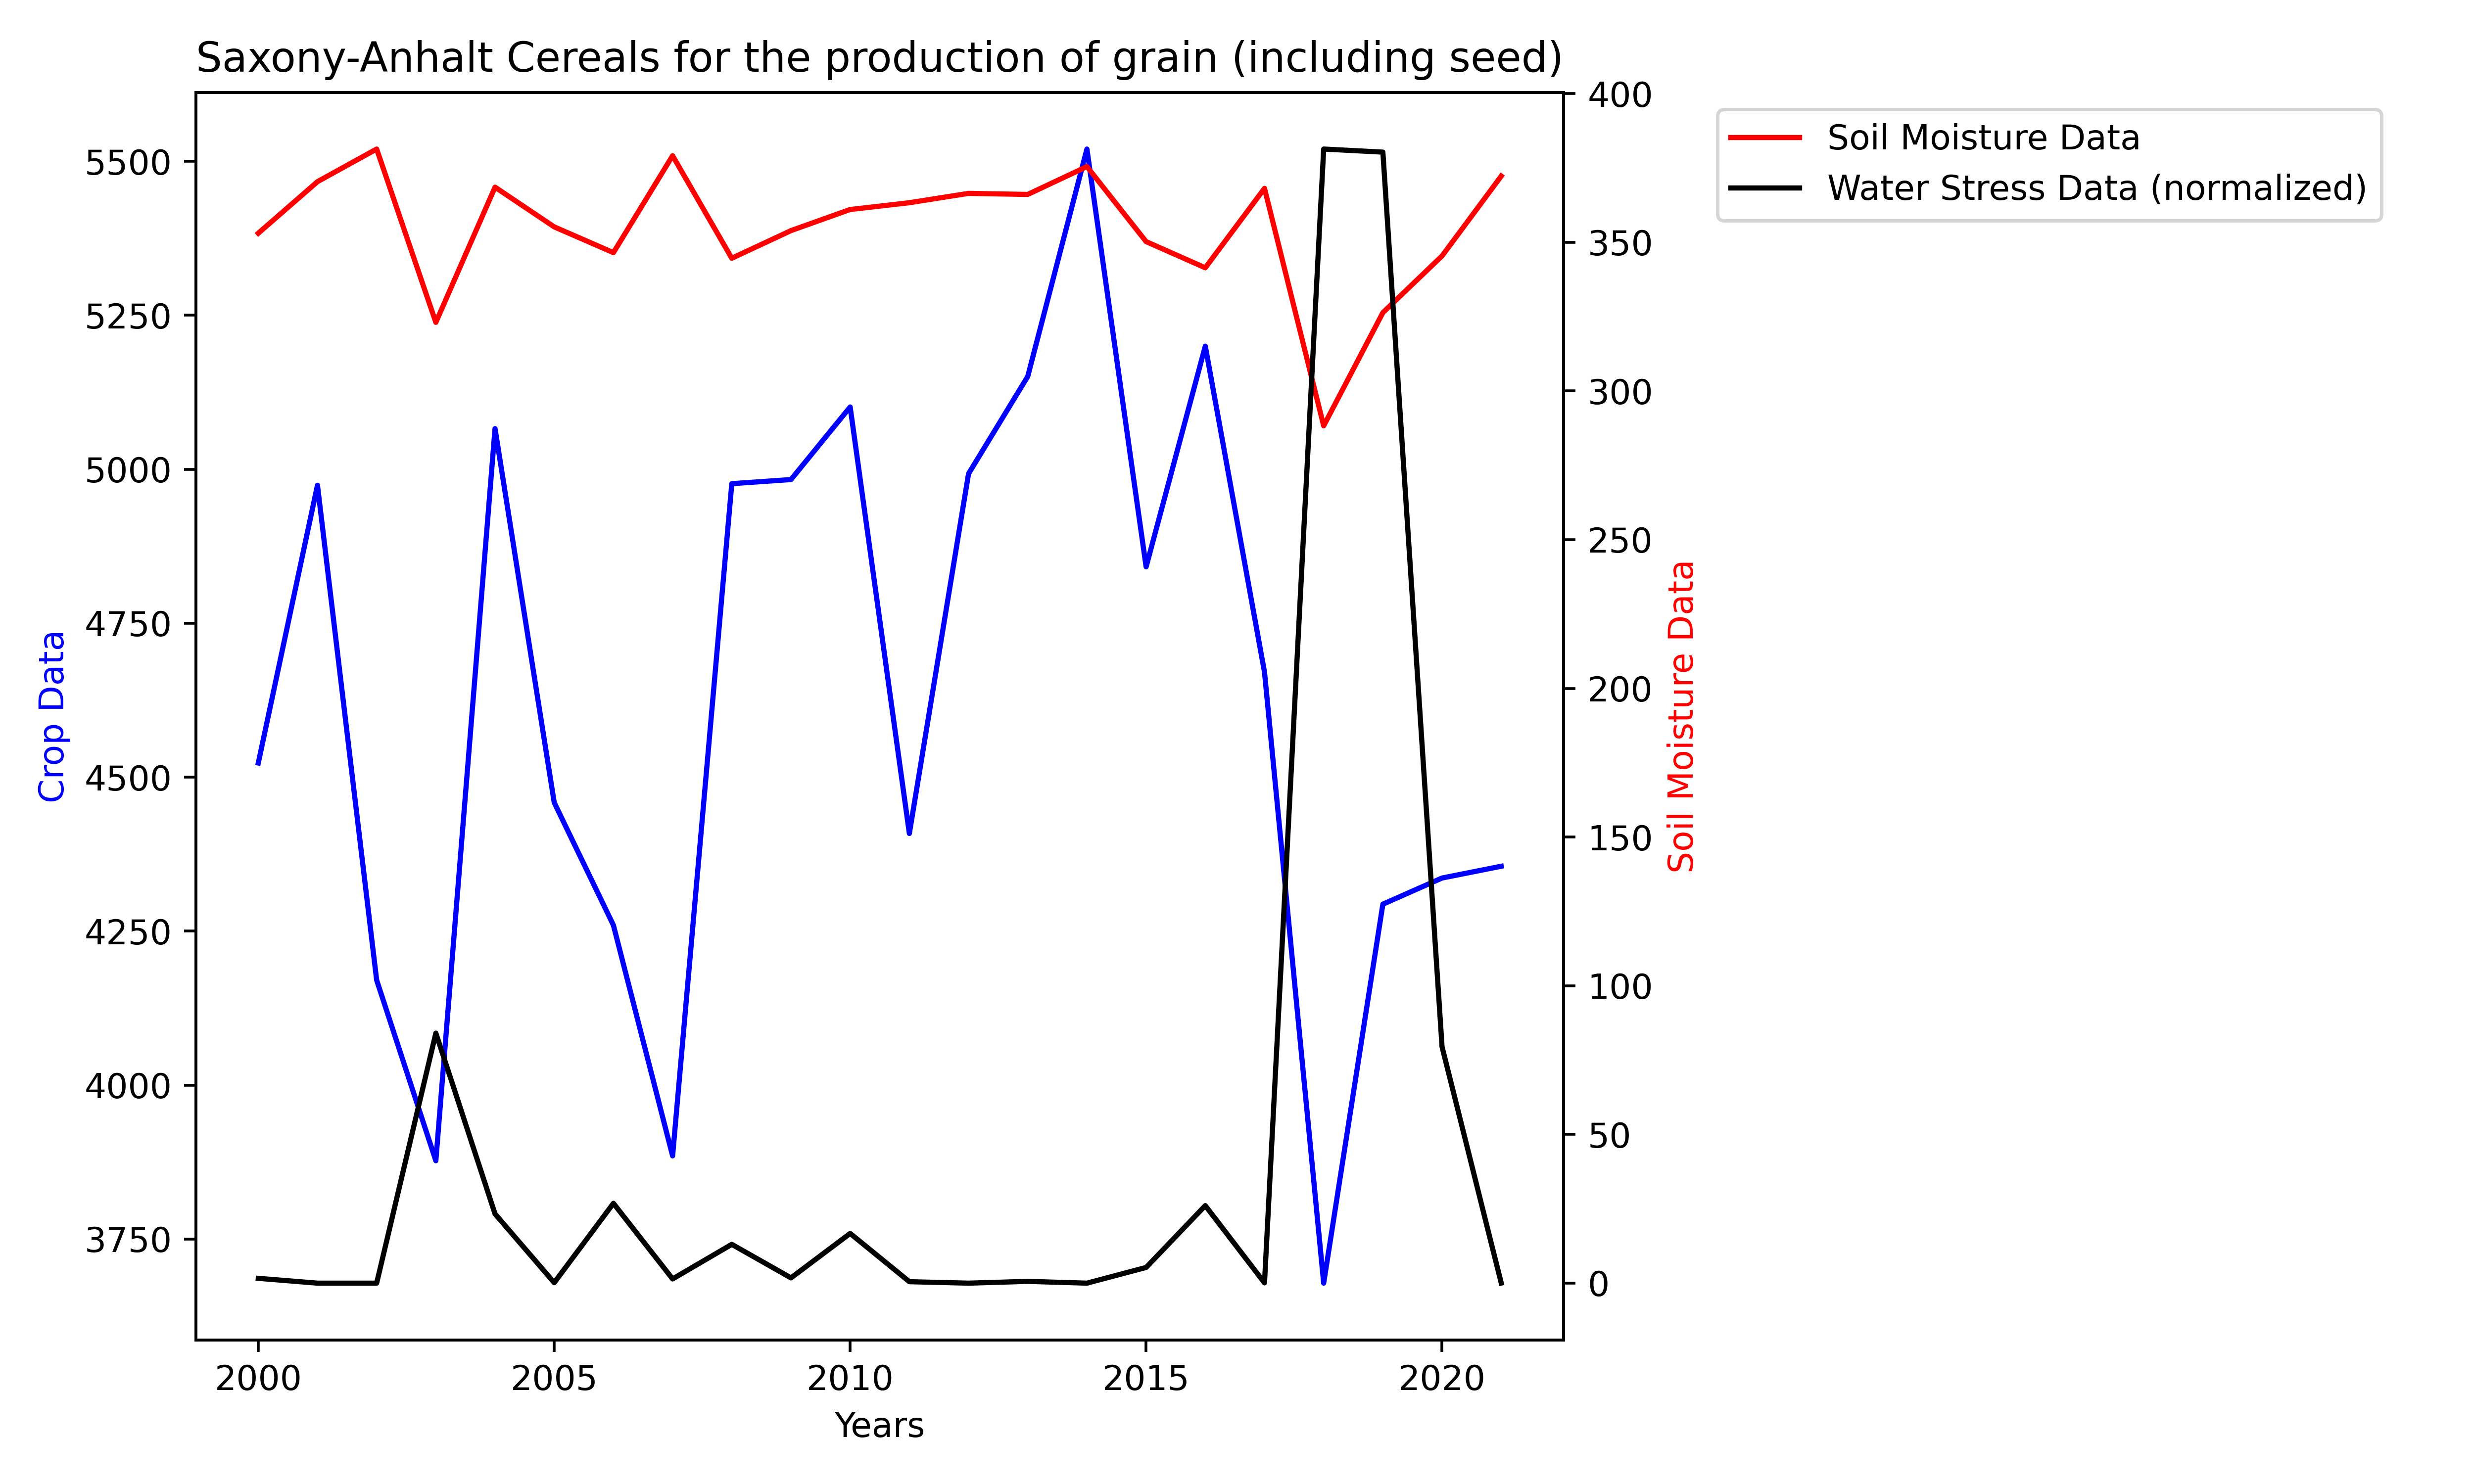 Saxony-Anhalt Cereals for the production of grain (including seed)
Soil Moisture Data
Water Stress Data (normalized)
Crop Data
5500
5250
5000
4750
4500
4250
4000
3750
400
350
300
250
200
150
100
50
0
Soil Moisture Data
2000 2005 2010 2015 2020
Years